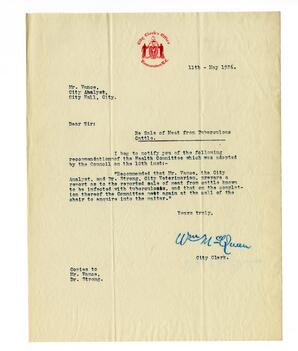 City Clerk's Office
11th - May 1926.
Mr. Vance,
City Analyst,
City Hall, City.
Dear Sir:
Re Sale of Meat from Tuberculous
Cattle.
I beg to notify you of the following
recommendation of the Health Committee which was adopted
by the Council on the 10th inst:-
"Recommended that Mr. Vance, the City
Analyst, and Dr. Strong, City Veterinarian, prepare a
report as to the reported sale of meat from cattle known
to be infected with tuberculosis, and that on the complet-
ion thereof the Committee meet again at the call of the
chair to enquire into the matter."
Yours truly,
Wm McQueen
City Clerk.
Copies to
Mr. Vance,
Dr. Strong.